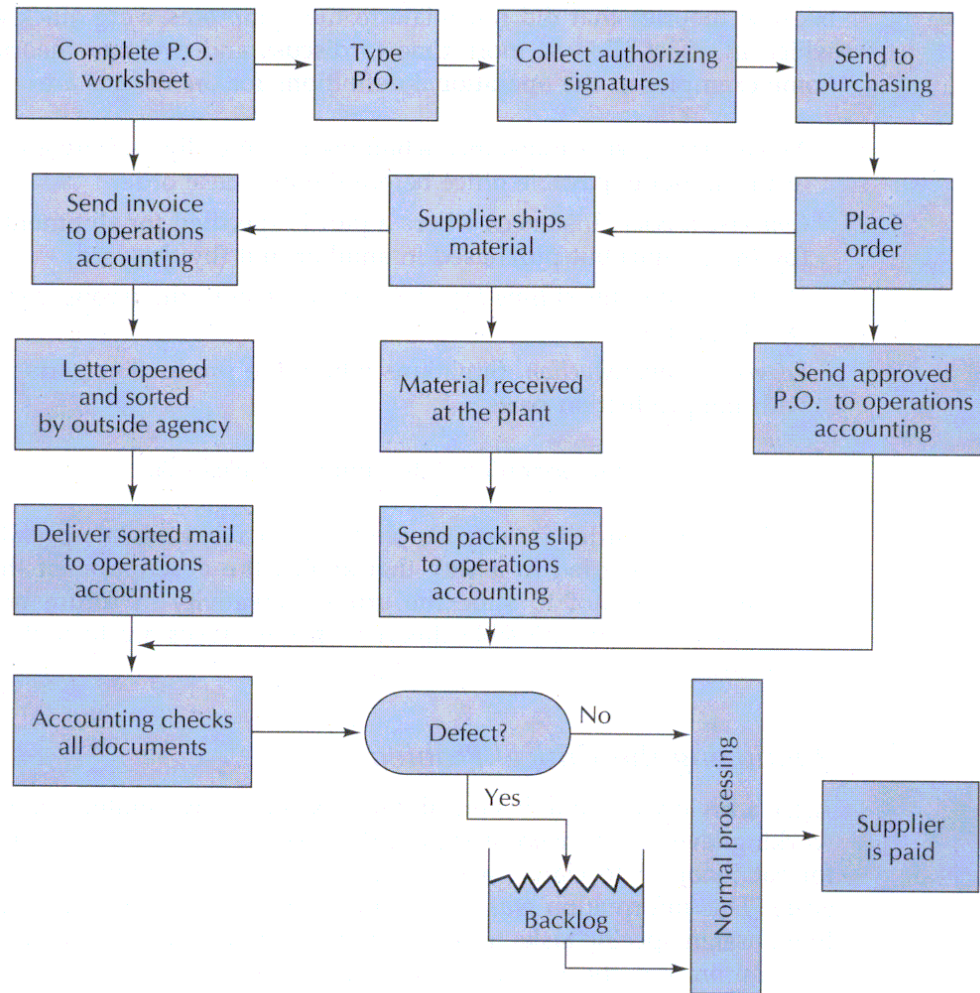 Complete P.O.
worksheet
Type
P.O.
Collect authorizing
signatures
Send to
purchasing
Send invoice
to operations
accounting
Supplier ships
material
Place
order
Letter opened
and sorted
by outside agency
Material received
at the plant
Send approved
P.O. to operations
accounting
Deliver sorted mail
to operations
accounting
Send packing slip
to operations
accounting
Accounting checks
all documents
Defect?
No
Yes
Backlog
Normal processing
Supplier
is paid